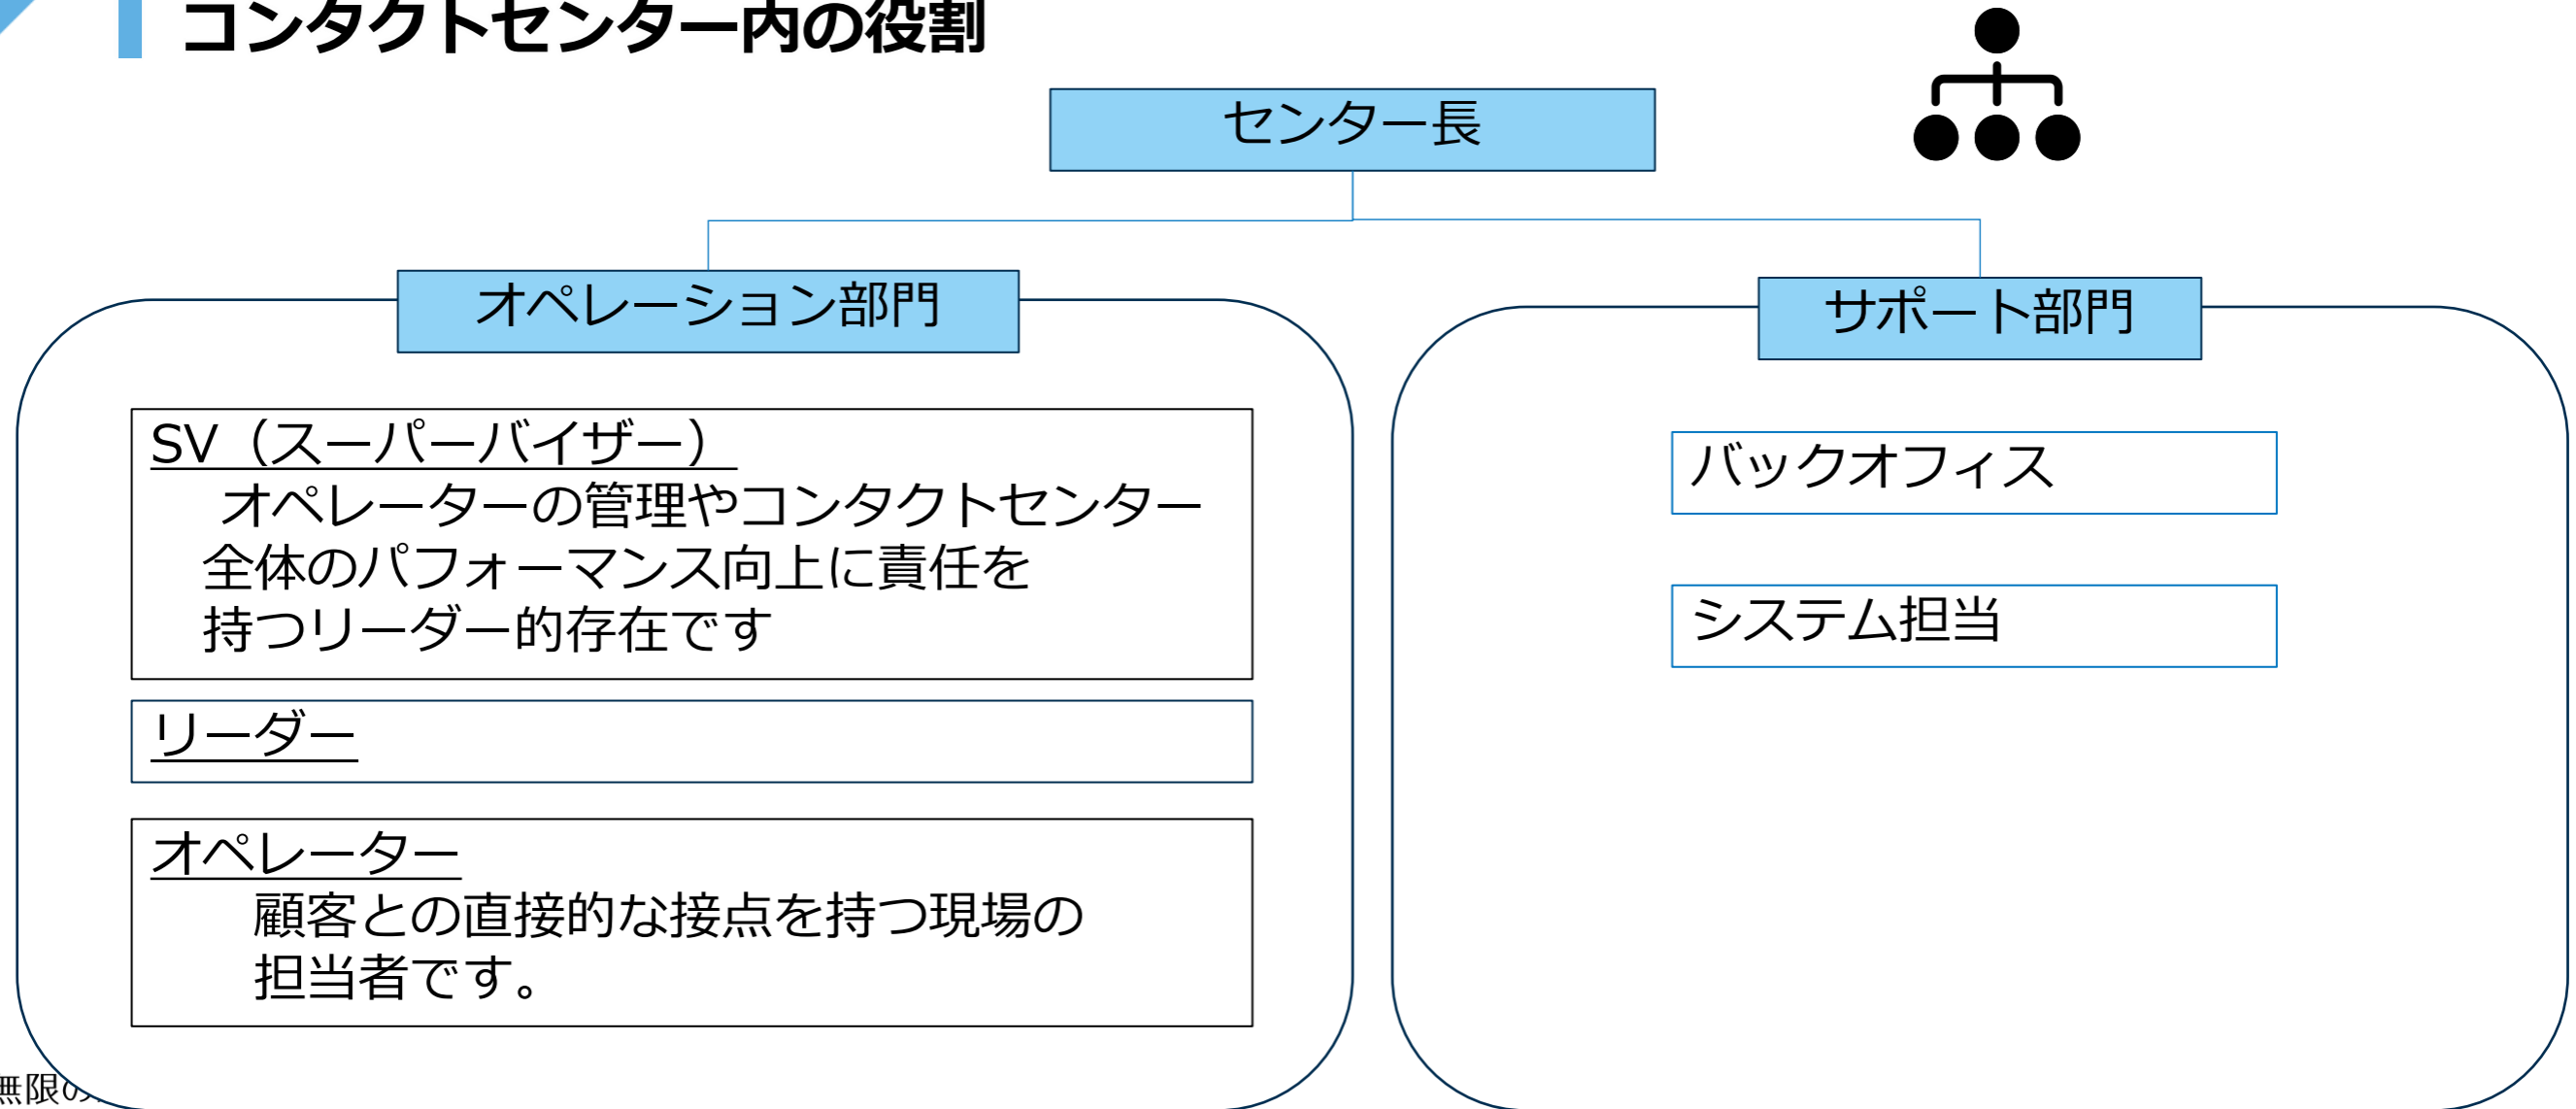 コンタクトセンター内の役割
センター長
オペレーション部門
サポート部門
SV（スーパーバイザー）
オペレーターの管理やコンタクトセンター
全体のパフォーマンス向上に責任を
持つリーダー的存在です
リーダー
オペレーター
顧客との直接的な接点を持つ現場の
担当者です。
バックオフィス
システム担当
無限の